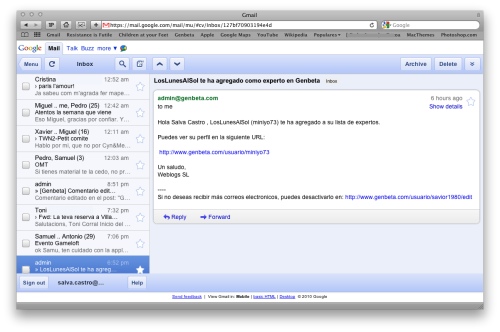 Gmail
https://mail.google.com/mail/mu/#cv/Inbox/127bf70903194e4d
Google
Gmail Resistance is Futile Children at your Feet Genbeta Apple Google Maps YouTube Wikipedia Populares MacThemes Photoshop.com
Google Mail Talk Buzz more ▼
Menu Inbox Archive Delete
Cristina 12:52 am
› paris l'amour!
Ja sabeu com m'agrada fer mape...
Miguel .. me, Pedro (25) 12:42 am
Atentos la semana que viene
Eso Miguel, gracias por confiar. Y...
Xavier .. Miguel (16) 12:11 am
› TWN2-Petit comite
Hablo por mi, que no por Cyn&Me...
Pedro, Samuel (3) 12:03 am
MDT
Si tienes material te la cedo, no pr...
admin 8:51 pm
» [Genbeta] Comentario edit...
Comentario editado en el post: "G...
Toni 7:32 pm
› Fwd: La teva reserva a Villa...
Salutacions, Toni Corral Inicio del ...
Samuel .. Antonio (29) 7:06 pm
Evento Gameloft
ok Samu, ten cuidado con la appl...
admin 6:52 pm
» LosLunesAlSol te ha agreg...
Sign out salva.castro@... Help
LosLunesAlSol te ha agregado como experto en Genbeta Inbox
admin@genbeta.com 6 hours ago
to me Show details
Hola Salva Castro , LosLunesAlSol (miniyo73) te ha agregado a su lista de expertos.
Puedes ver su perfil en la siguiente URL:
http://www.genbeta.com/usuario/miniyo73
Un saludo,
Weblogs SL
----
Si no deseas recibir más correos electronicos, puedes desactivarlo en: http://www.genbeta.com/usuario/savior1980/edit
Reply Forward
Send feedback | View Gmail in: Mobile | basic HTML | Desktop © 2010 Google